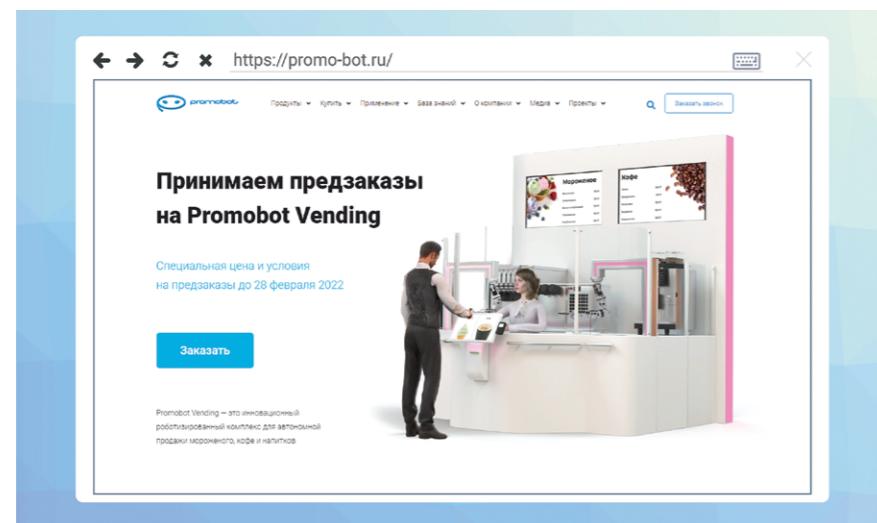 https://promo-bot.ru/
promobot
Продукты Купить Применение База знаний О компании Медиа Проекты
Заказать звонок
Принимаем предзаказы
на Promobot Vending
Мороженое
Кофе
Специальная цена и условия
на предзаказы до 28 февраля 2022
Заказать
Promobot Vending — это инновационный
роботизированный комплекс для автономной
продажи мороженого, кофе и напитков